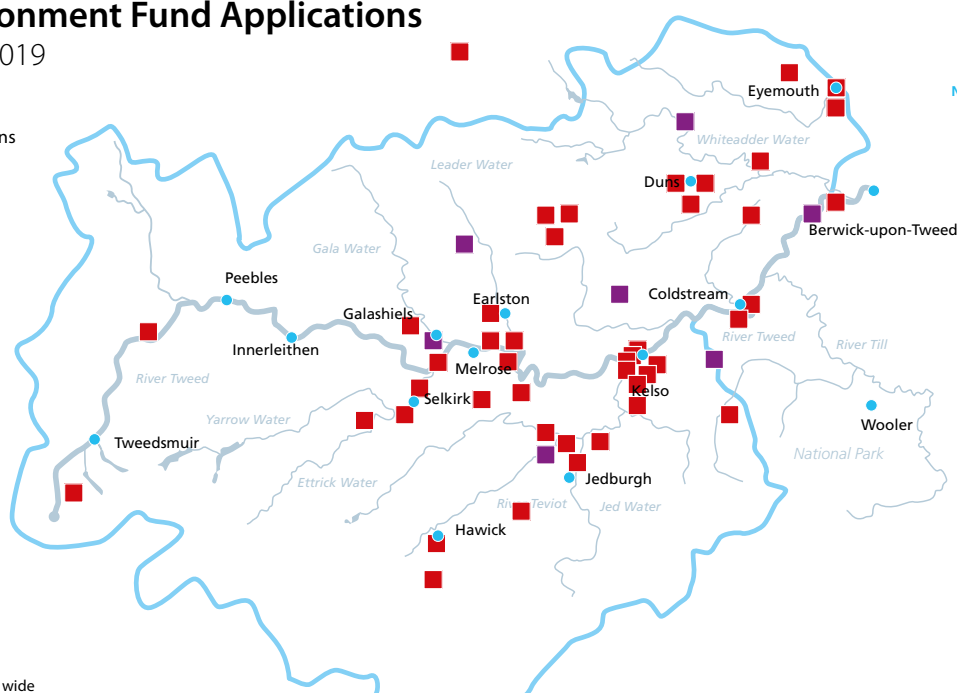 onment Fund Applications
019
ns
N
Eyemouth
Whiteadder Water
Leader Water
Duns
Berwick-upon-Tweed
Gala Water
Peebles
Coldstream
Earlston
Galashiels
River Tweed
River Till
Innerleithen
Melrose
River Tweed
Kelso
Selkirk
Yarrow Water
Wooler
Tweedsmuir
National Park
Jedburgh
Ettrick Water
River Teviot
Jed Water
Hawick
wide